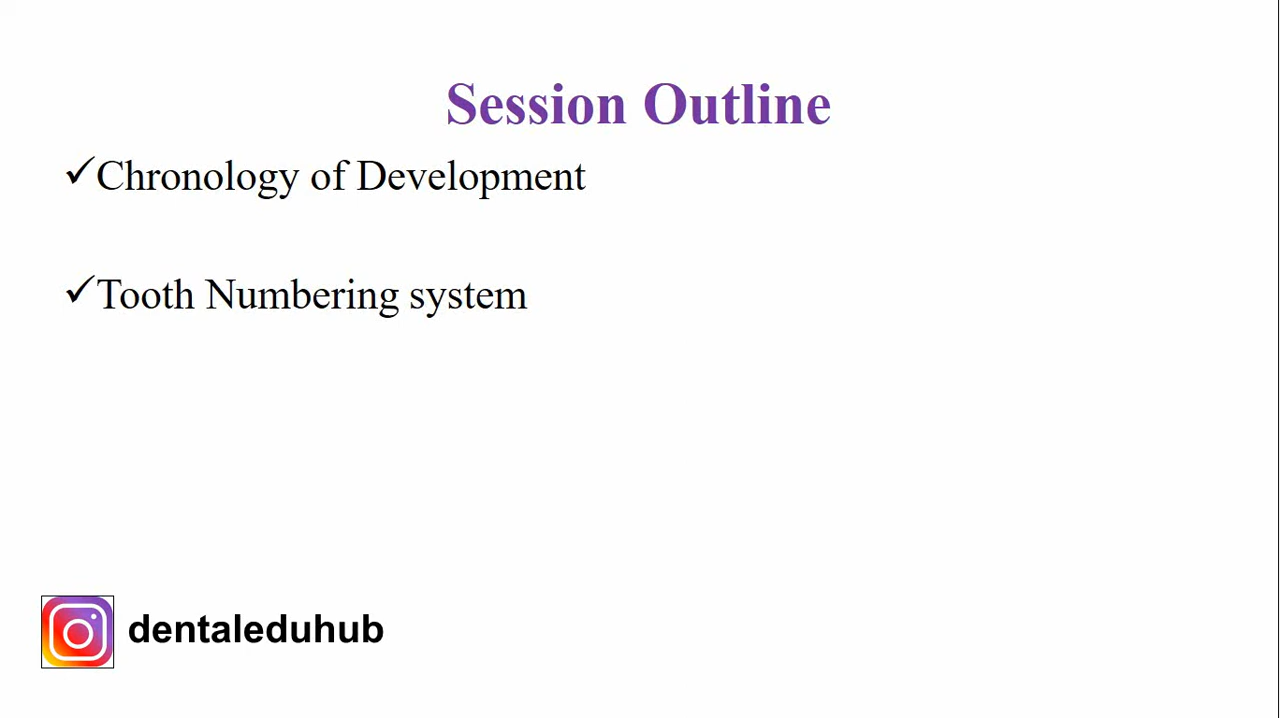 Session Outline
✓Chronology of Development
✓Tooth Numbering system
dentaleduhub